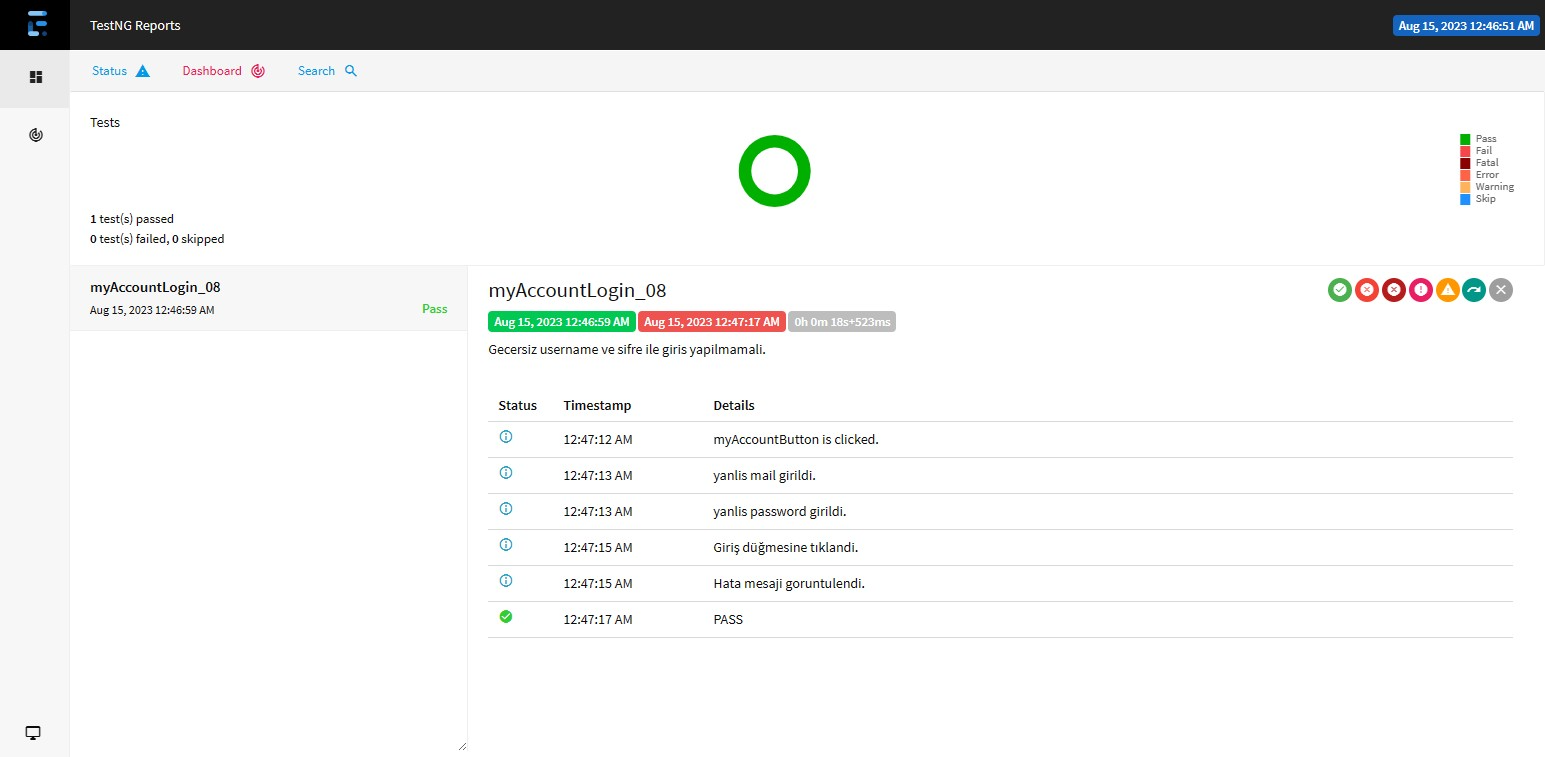 TestNG Reports
Aug 15, 2023 12:46:51 AM
Status
Dashboard
Search
Tests
Pass
Fail
Fatal
Error
Warning
Skip
1 test(s) passed
0 test(s) failed, 0 skipped
myAccountLogin_08
Aug 15, 2023 12:46:59 AM
Pass
myAccountLogin_08
Aug 15, 2023 12:46:59 AM Aug 15, 2023 12:47:17 AM 0h 0m 18s+523ms
Gecersiz username ve sifre ile giris yapilmamali.
Status Timestamp Details
12:47:12 AM myAccountButton is clicked.
12:47:13 AM yanlis mail girildi.
12:47:13 AM yanlis password girildi.
12:47:15 AM Giriş düğmesine tıklandi.
12:47:15 AM Hata mesaji goruntulendi.
12:47:17 AM PASS